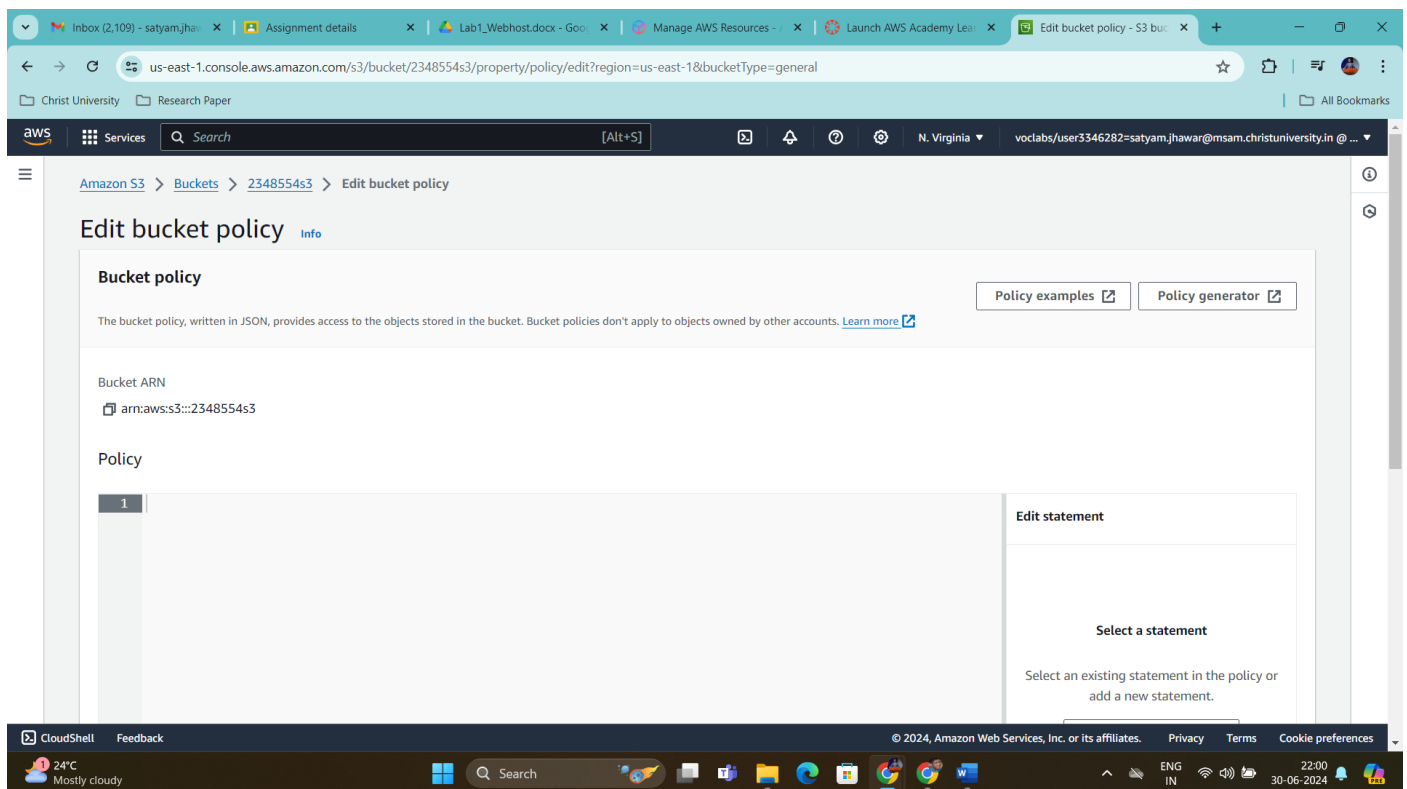 Inbox (2,109) - satyam.jhaw
Assignment details
Lab1_Webhost.docx - Goo
Manage AWS Resources - A
Launch AWS Academy Lea
Edit bucket policy - S3 buc
us-east-1.console.aws.amazon.com/s3/bucket/2348554s3/property/policy/edit?region=us-east-1&bucketType=general
Christ University
Research Paper
All Bookmarks
aws
Services
Search
[Alt+S]
N. Virginia
voclabs/user3346282=satyam.jhawar@msam.christuniversity.in @ ...
Amazon S3 > Buckets > 2348554s3 > Edit bucket policy
Edit bucket policy Info
Bucket policy
Policy examples
Policy generator
The bucket policy, written in JSON, provides access to the objects stored in the bucket. Bucket policies don't apply to objects owned by other accounts. Learn more
Bucket ARN
arn:aws:s3:::2348554s3
Policy
1
Edit statement
Select a statement
Select an existing statement in the policy or
add a new statement.
CloudShell
Feedback
© 2024, Amazon Web Services, Inc. or its affiliates.
Privacy
Terms
Cookie preferences
1
24°C
Mostly cloudy
Search
ENG
IN
22:00
30-06-2024
PRE